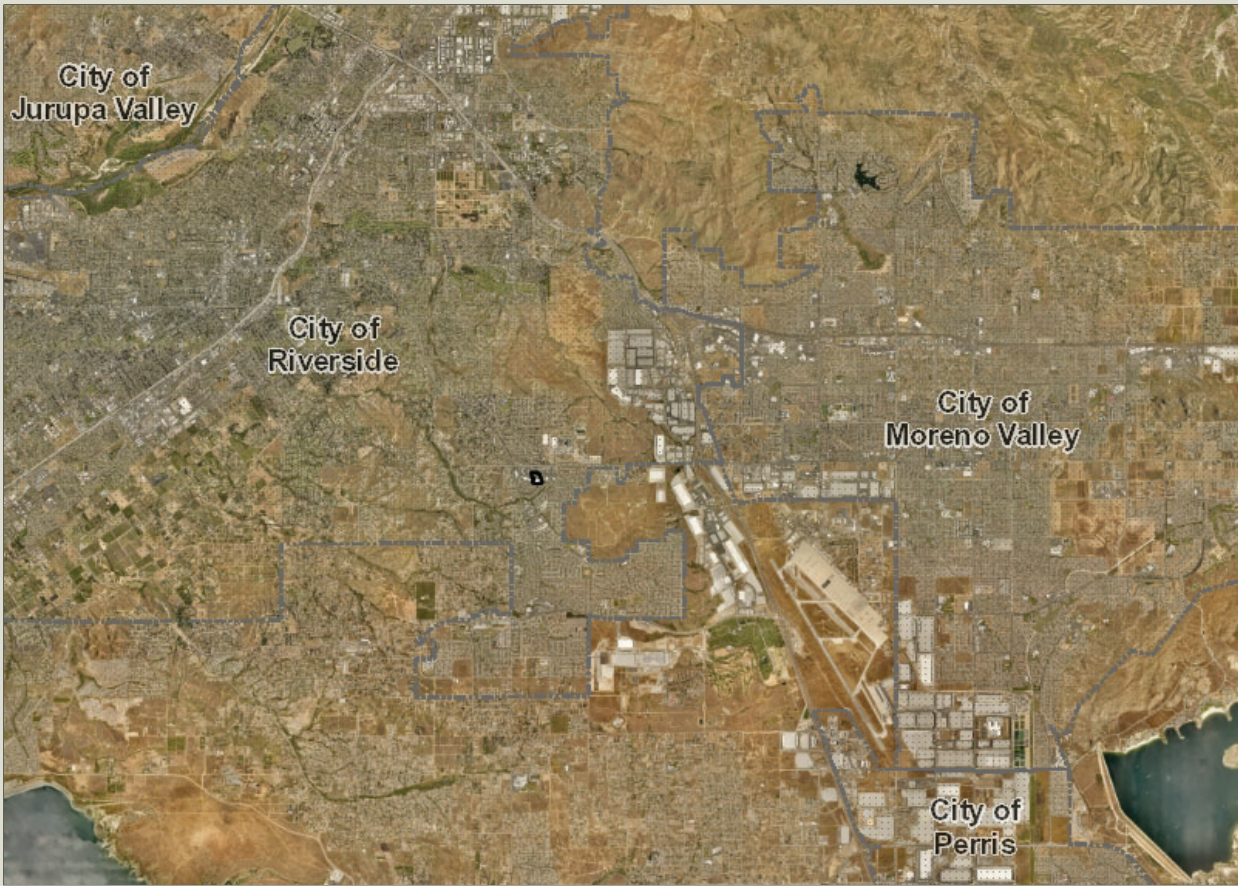 City of
Jurupa Valley
City of
Riverside
City of
Moreno Valley
City of
Perris